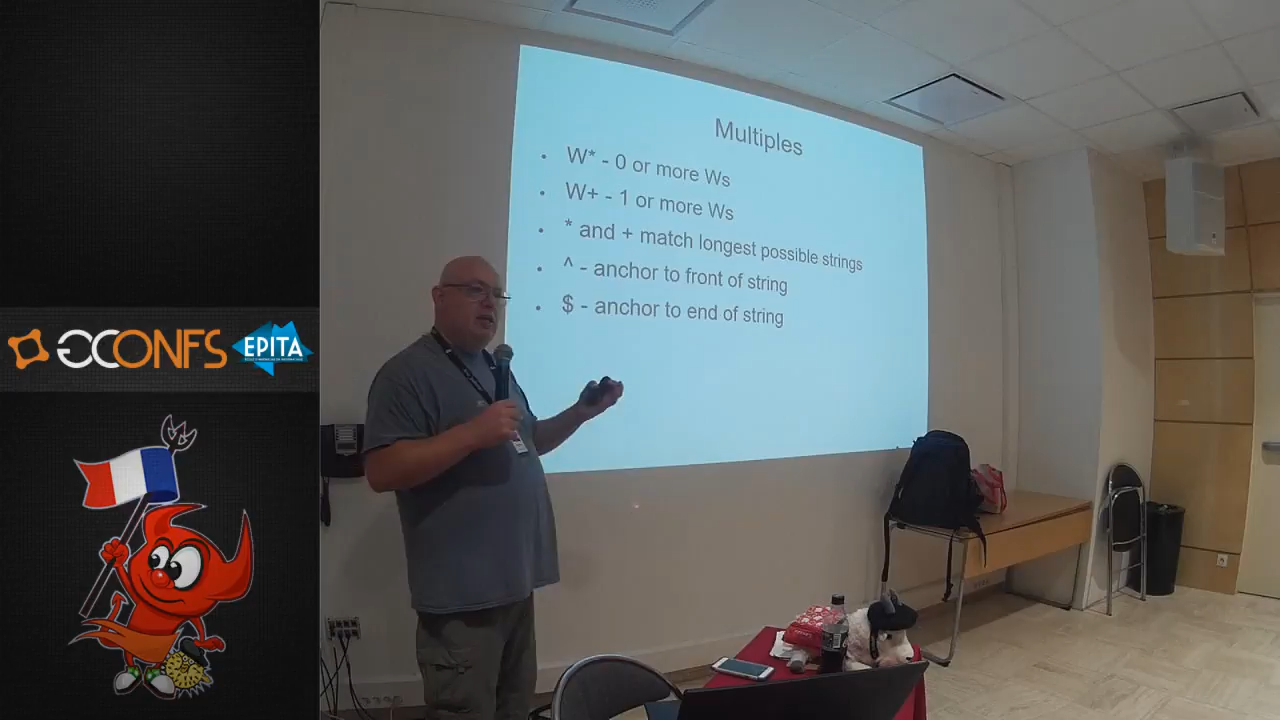 GCONFS
EPITA
Multiples
• W* - 0 or more Ws
• W+ - 1 or more Ws
• * and + match longest possible strings
• ^ - anchor to front of string
• $ - anchor to end of string